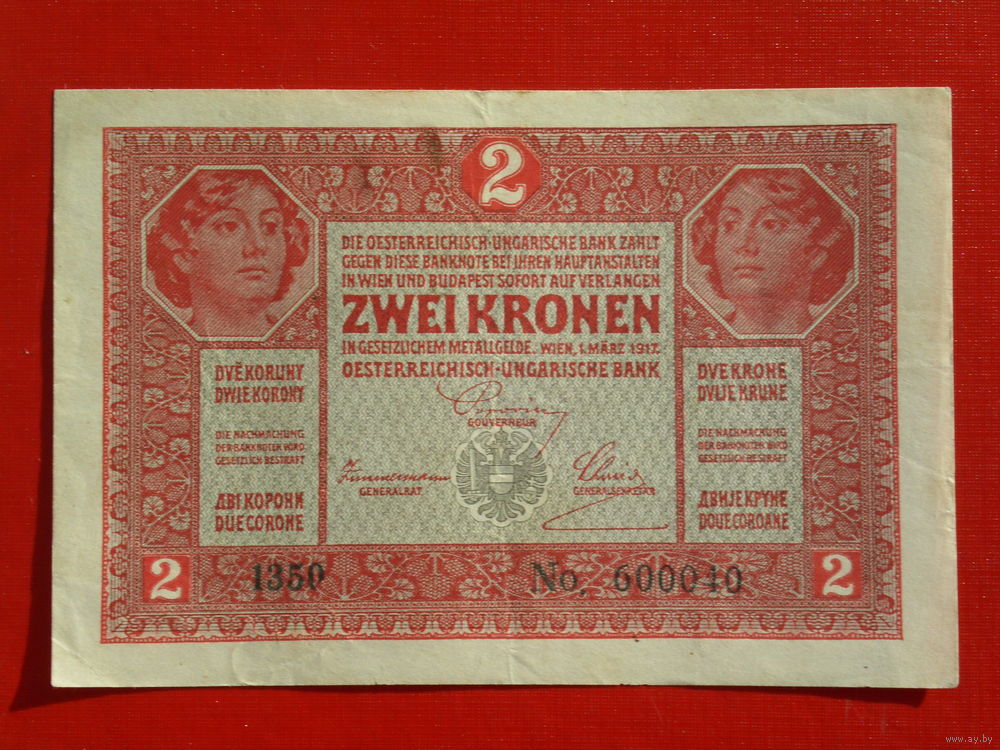 2
DIE OESTERREICHISCH-UNGARISCHE BANK ZAHLT
GEGEN DIESE BANKNOTE BEI IHREN HAUPTANSTALTEN
IN WIEN UND BUDAPEST SOFORT AUF VERLANGEN
ZWEI KRONEN
IN GESETZLICHEM METALLGELDE. WIEN, 1. MÄRZ 1917.
OESTERREICHISCH-UNGARISCHE BANK
GOUVERNEUR
GENERALRAT
GENERALSEKRETÄR
DVĚ KORUNY
DWIE KORONY
DIE NACHMACHUNG
DER BANKNOTEN WIRD
GESETZLICH BESTRAFT
ДВІ КОРОНИ
DUE CORONE
DVE KRONE
DVIJE KRUNE
DIE NACHMACHUNG
DER BANKNOTEN WIRD
GESETZLICH BESTRAFT
ДВИЈЕ КРУНЕ
DOUE COROANE
2
1350
No. 600040
2
www.ay.by